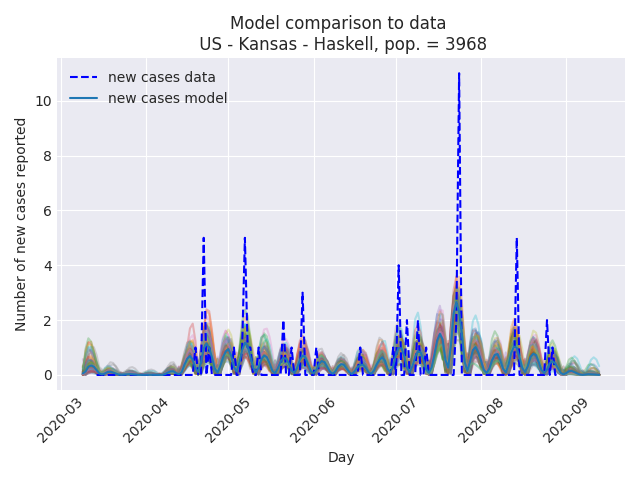 Model comparison to data
US - Kansas - Haskell, pop. = 3968
new cases data
new cases model
Number of new cases reported
10
8
6
4
2
0
2020-03
2020-04
2020-05
2020-06
2020-07
2020-08
2020-09
Day